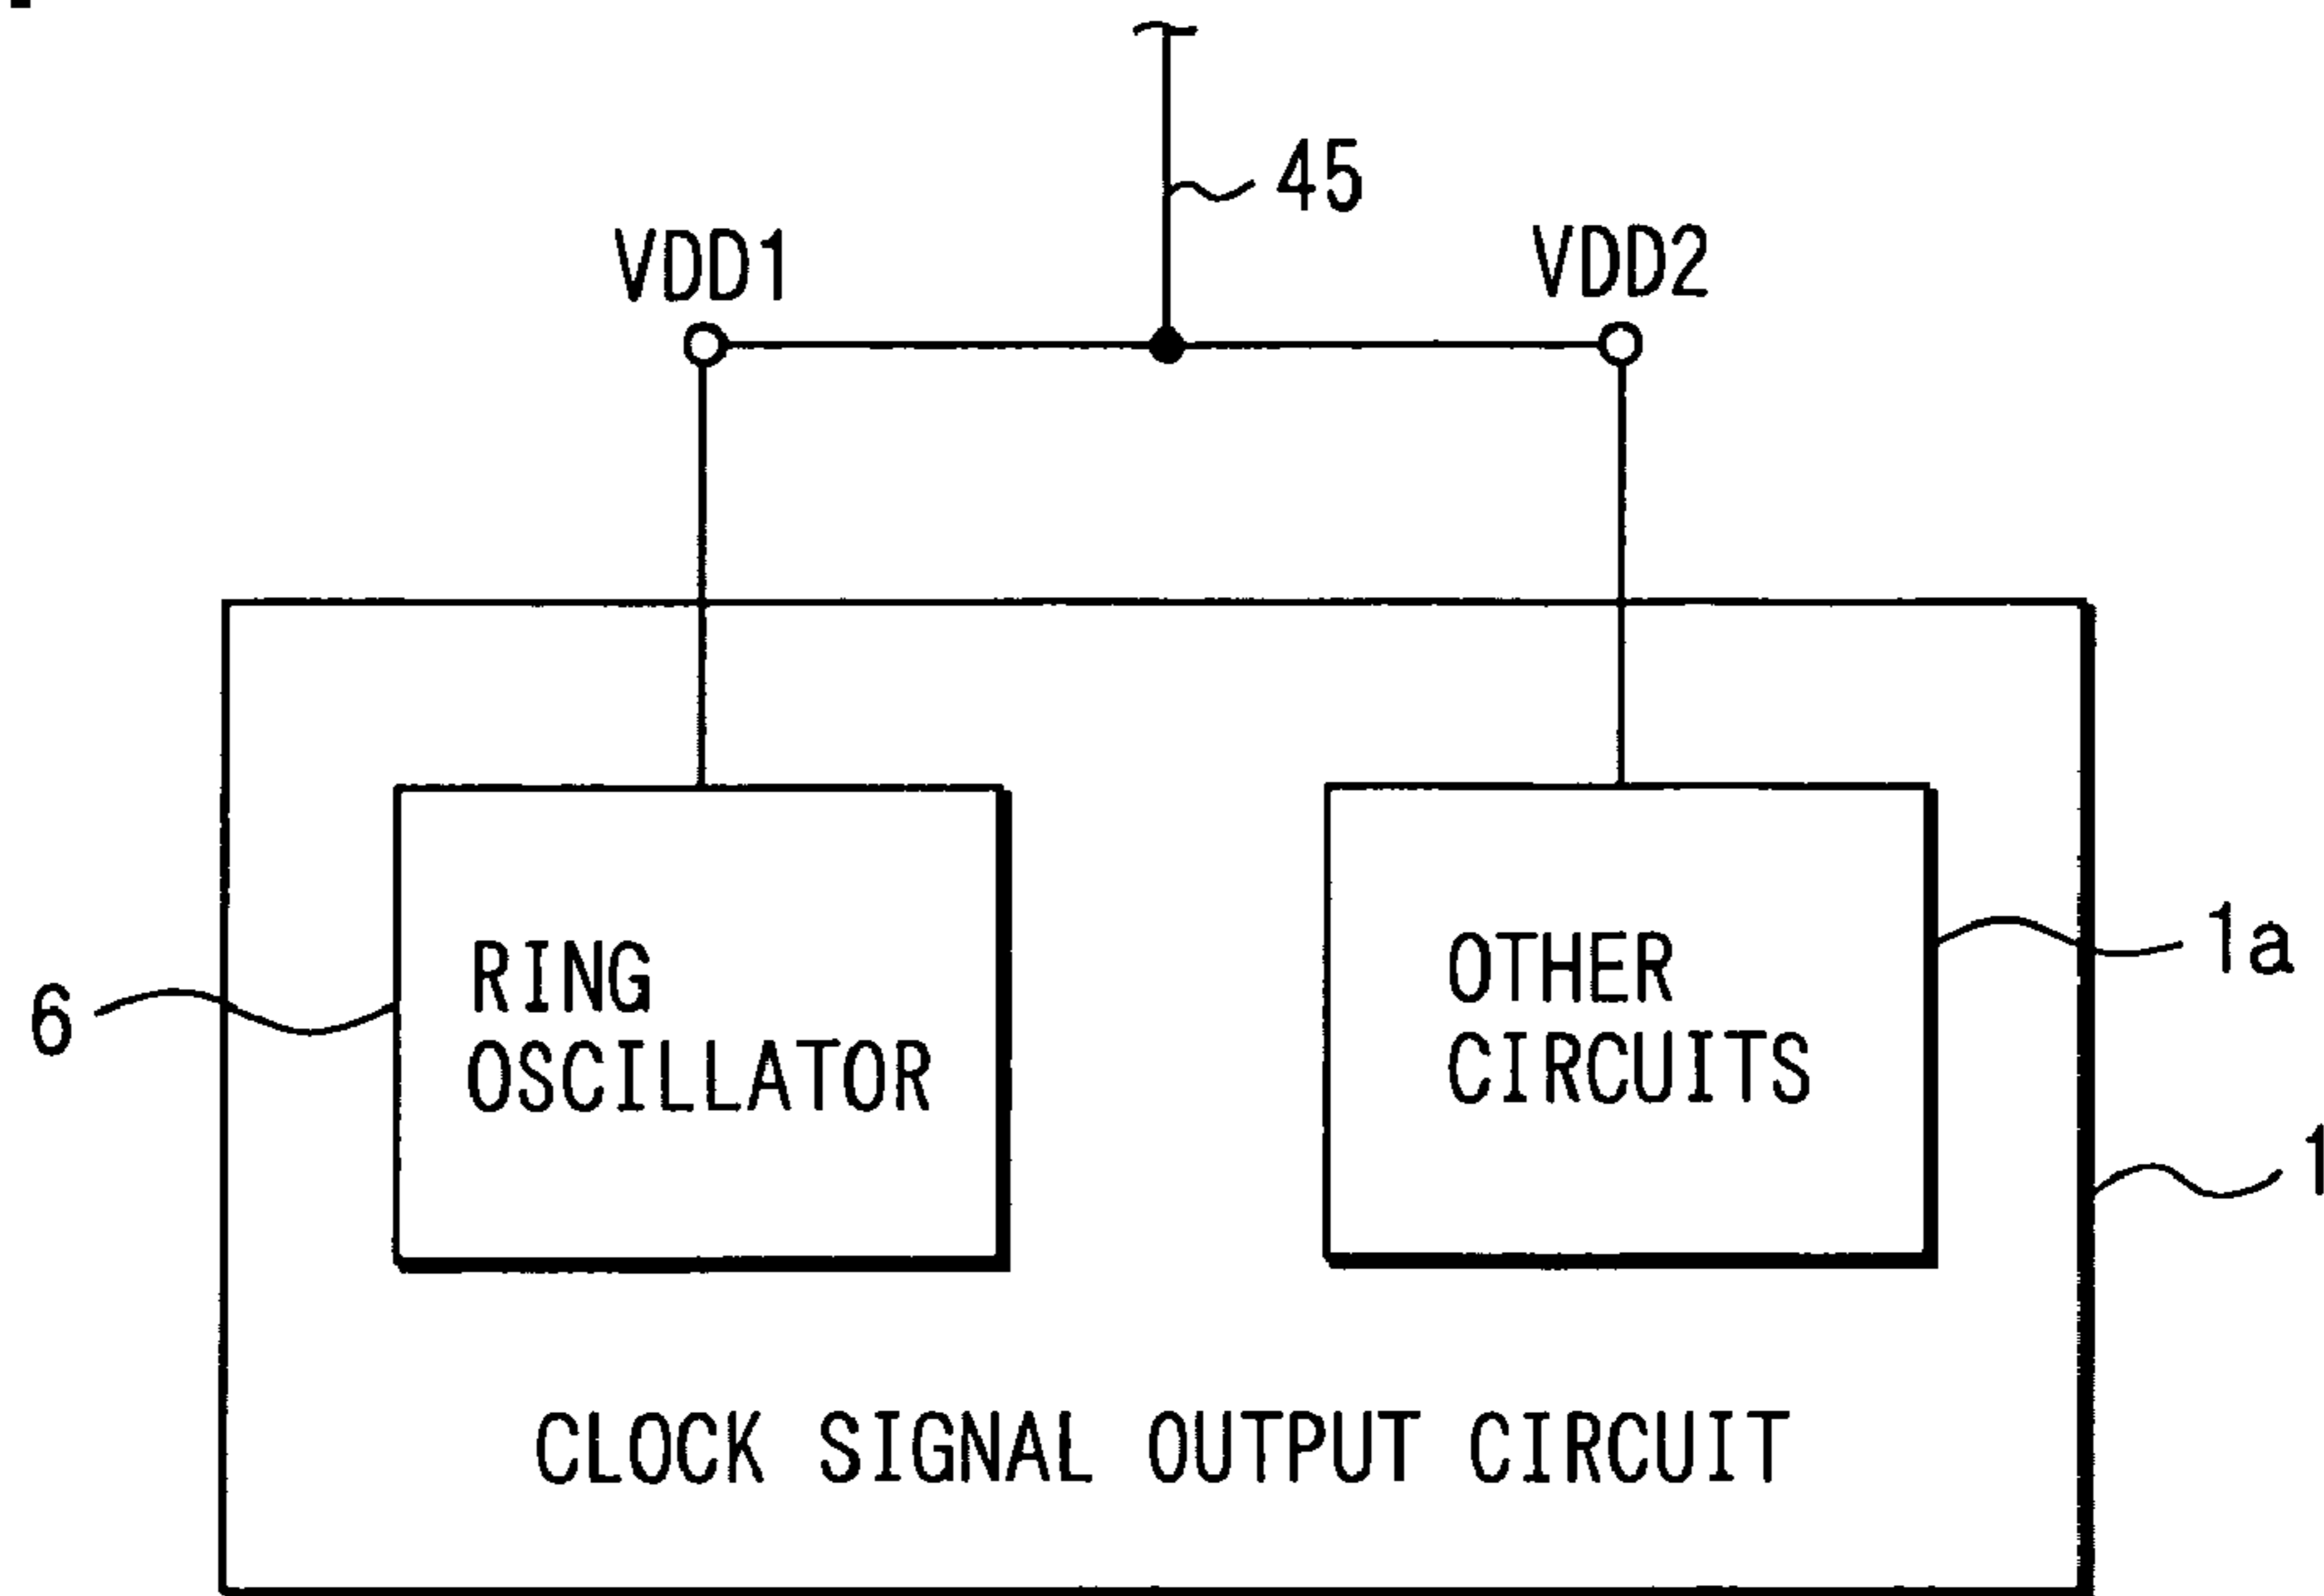 45
VDD1
VDD2
RING
OSCILLATOR
OTHER
CIRCUITS
1a
6
1
CLOCK SIGNAL OUTPUT CIRCUIT